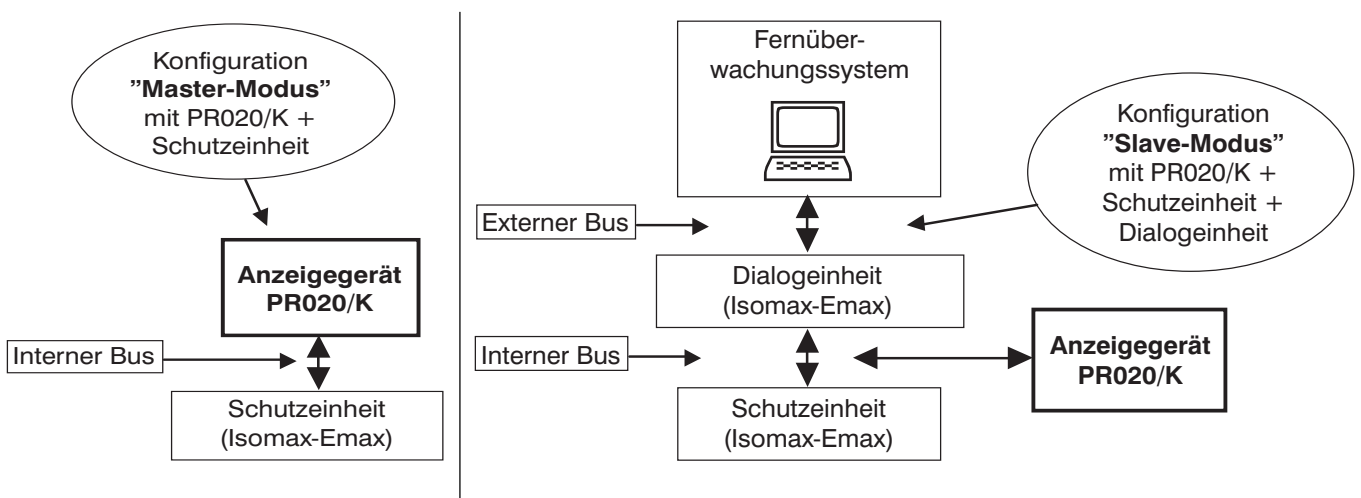 Konfiguration
”Master-Modus”
mit PR020/K +
Schutzeinheit
Anzeigegerät
PR020/K
Interner Bus
Schutzeinheit
(Isomax-Emax)
Fernüber-
wachungssystem
Konfiguration
”Slave-Modus”
mit PR020/K +
Schutzeinheit +
Dialogeinheit
Externer Bus
Dialogeinheit
(Isomax-Emax)
Interner Bus
Anzeigegerät
PR020/K
Schutzeinheit
(Isomax-Emax)